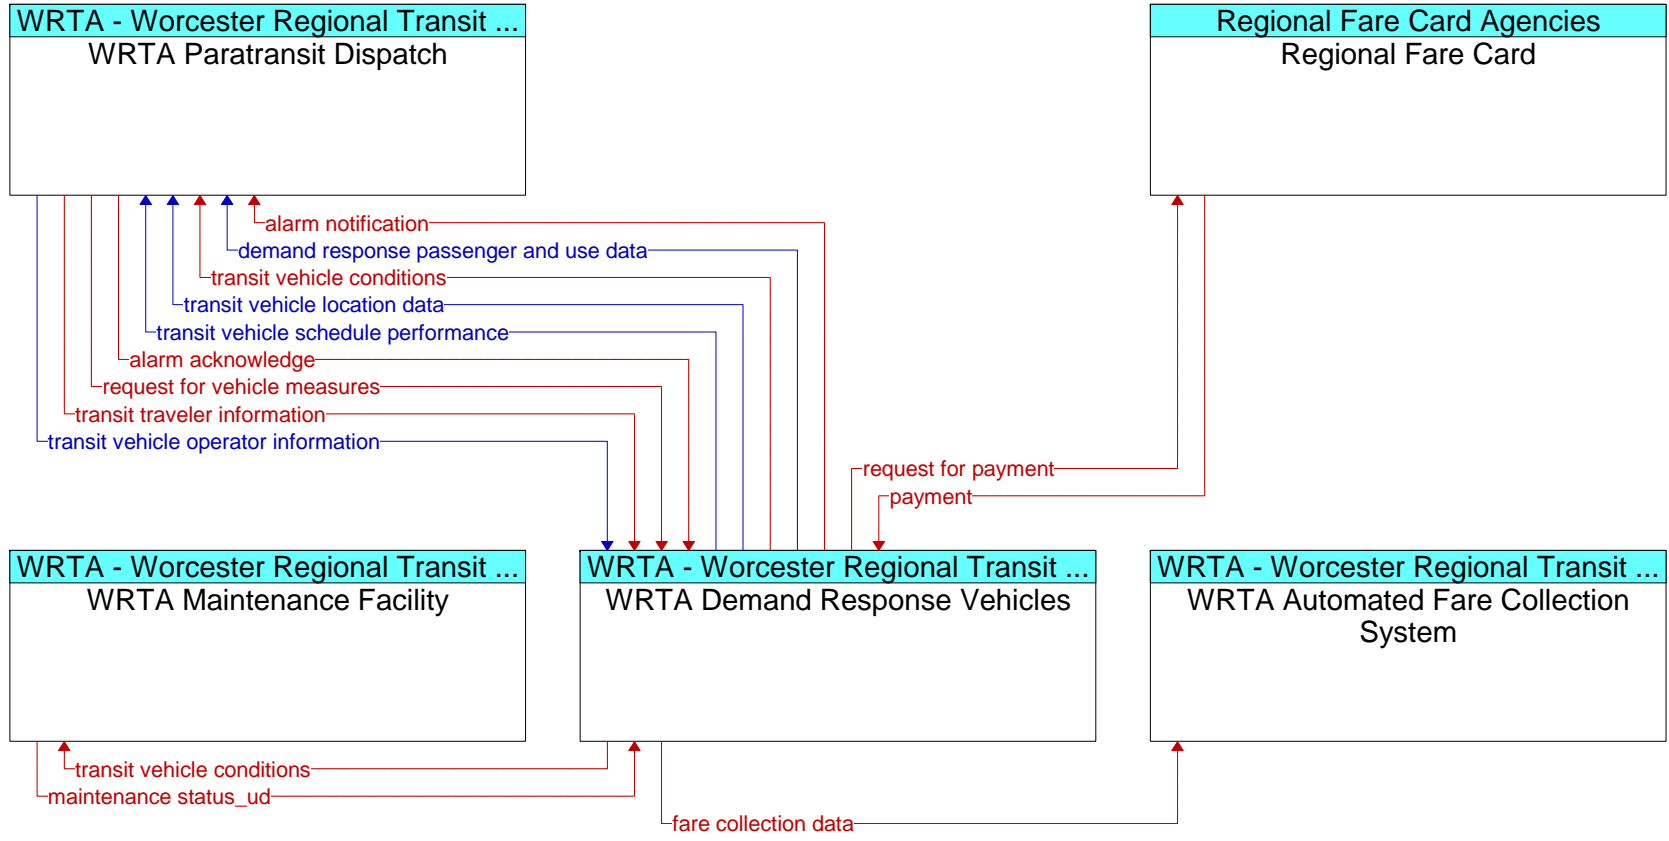 WRTA - Worcester Regional Transit ...
WRTA Paratransit Dispatch
Regional Fare Card Agencies
Regional Fare Card
alarm notification
demand response passenger and use data
transit vehicle conditions
transit vehicle location data
transit vehicle schedule performance
alarm acknowledge
request for vehicle measures
transit traveler information
transit vehicle operator information
request for payment
payment
WRTA - Worcester Regional Transit ...
WRTA Maintenance Facility
WRTA - Worcester Regional Transit ...
WRTA Demand Response Vehicles
WRTA - Worcester Regional Transit ...
WRTA Automated Fare Collection
System
transit vehicle conditions
maintenance status_ud
fare collection data